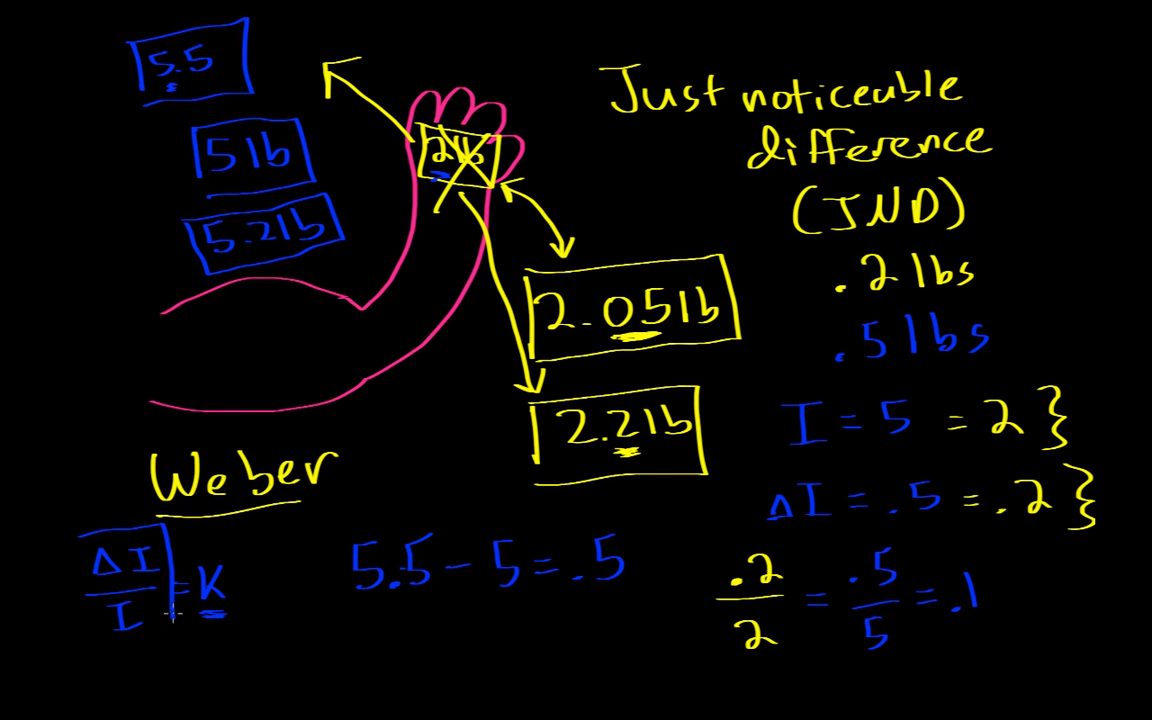 5.5
5 lb
5.2 lb
2 lb
Just noticeable
difference
(JND)
.2 lbs
.5 lbs
2.05 lb
2.2 lb
I = 5 = 2 }
ΔI = .5 = .2 }
Weber
ΔI/I = K
5.5 - 5 = .5
.2/2 = .5/5 = .1